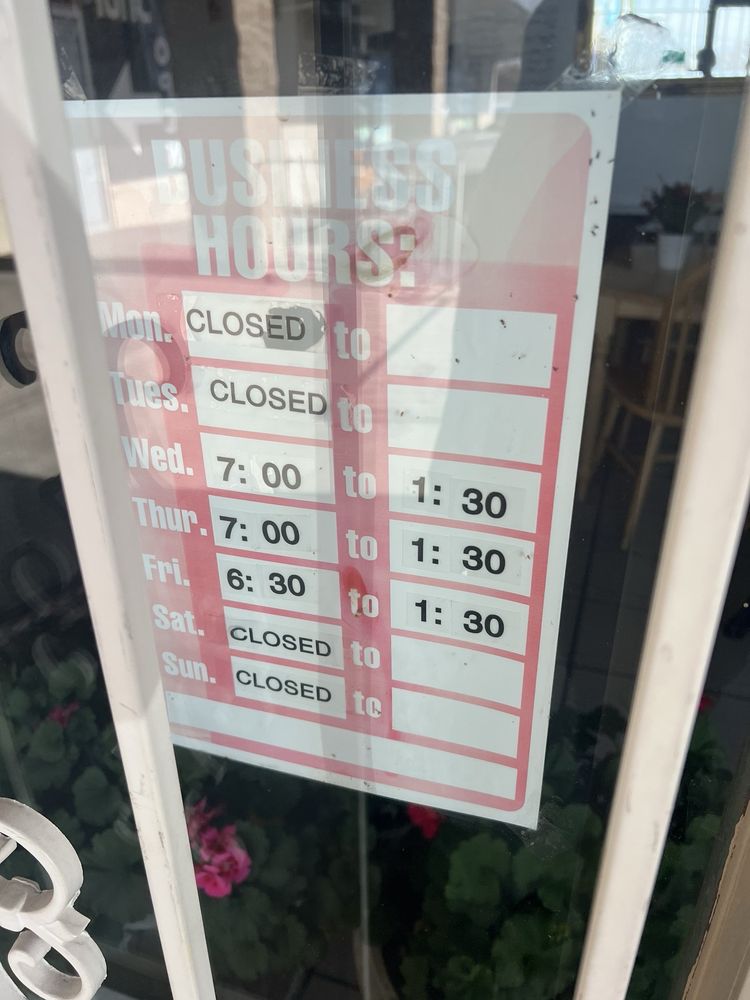 BUSINESS
HOURS:
Mon. CLOSED to
Tues. CLOSED to
Wed. 7: 00 to 1: 30
Thur. 7: 00 to 1: 30
Fri. 6: 30 to 1: 30
Sat. CLOSED to
Sun. CLOSED to